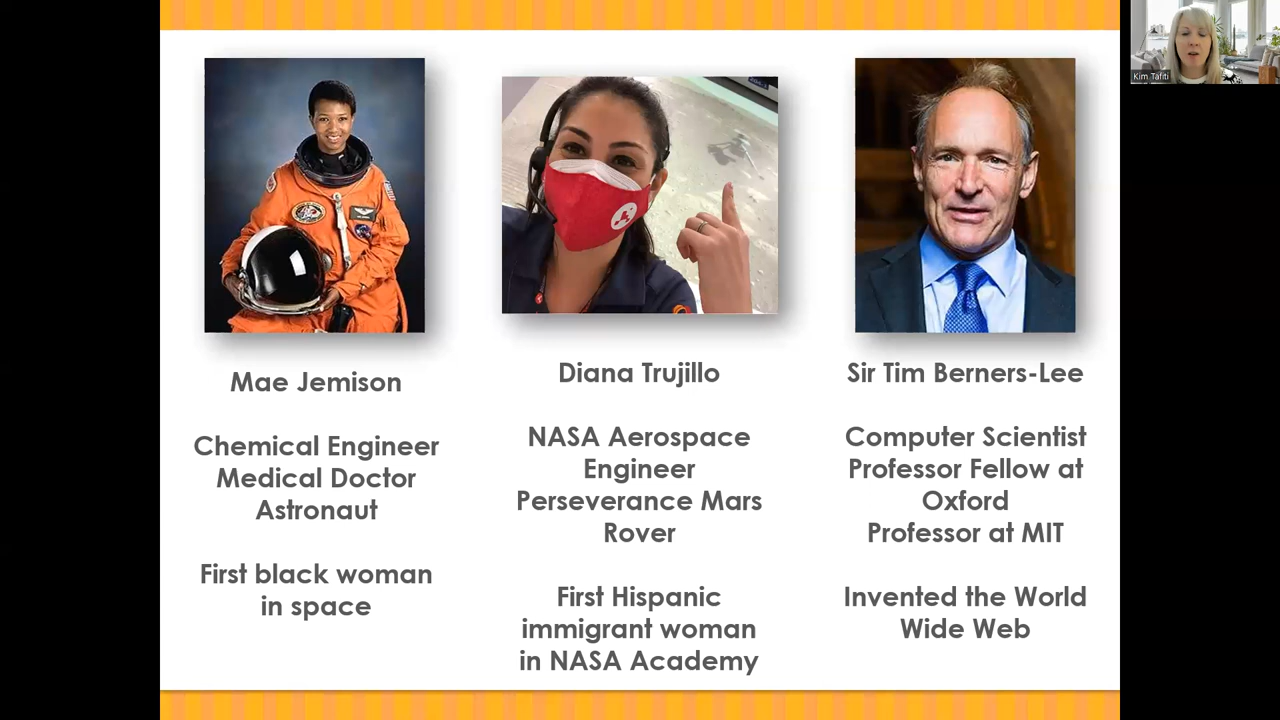 Kim Tafiti
Mae Jemison
Chemical Engineer
Medical Doctor
Astronaut
First black woman
in space
Diana Trujillo
NASA Aerospace
Engineer
Perseverance Mars
Rover
First Hispanic
immigrant woman
in NASA Academy
Sir Tim Berners-Lee
Computer Scientist
Professor Fellow at
Oxford
Professor at MIT
Invented the World
Wide Web